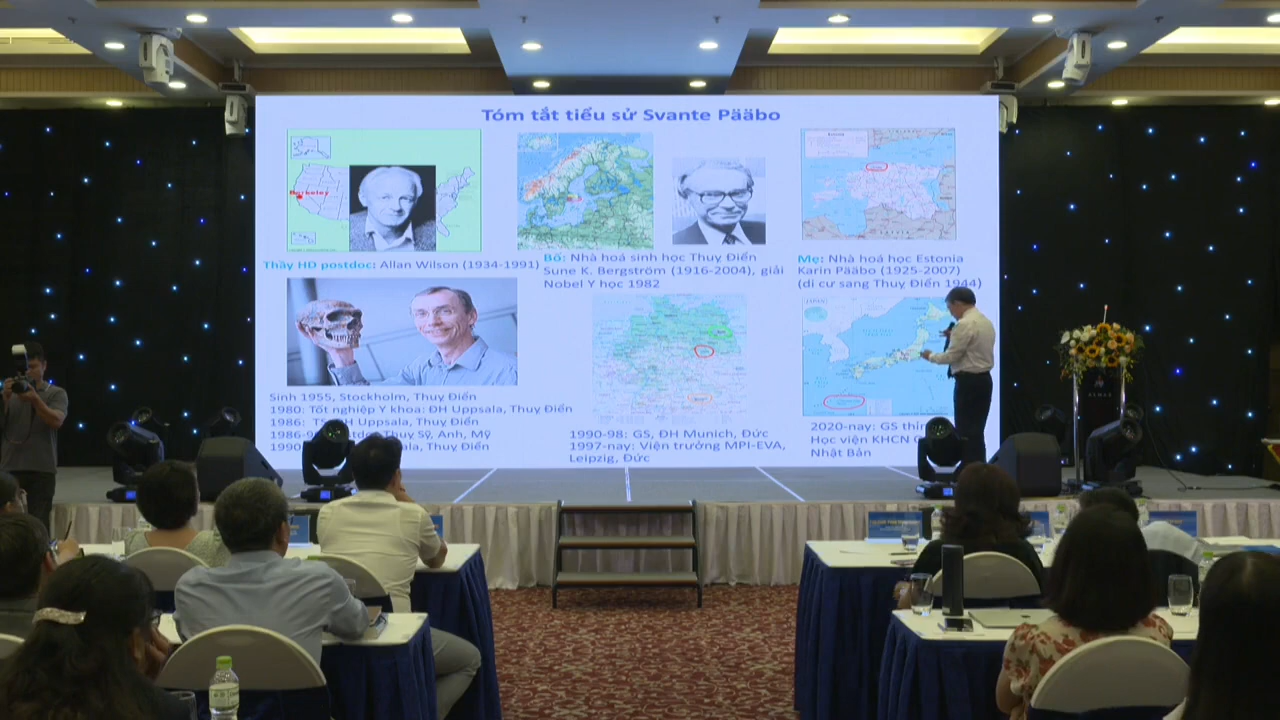 Tóm tắt tiểu sử Svante Pääbo
Berkeley
Thầy HD postdoc: Allan Wilson (1934-1991)
Bố: Nhà hoá sinh học Thuỵ Điển
Sune K. Bergström (1916-2004), giải
Nobel Y học 1982
Mẹ: Nhà hoá học Estonia
Karin Pääbo (1925-2007)
(di cư sang Thuỵ Điển 1944)
JAPAN
Sinh 1955, Stockholm, Thuỵ Điển
1980: Tốt nghiệp Y khoa: ĐH Uppsala, Thuỵ Điển
1986: Uppsala, Thuỵ Điển
Thuỵ Sỹ, Anh, Mỹ
Thuỵ Điển
1990-98: GS, ĐH Munich, Đức
1997-nay: Viện trưởng MPI-EVA,
Leipzig, Đức
2020-nay: GS
Học viện KHCN
Nhật Bản